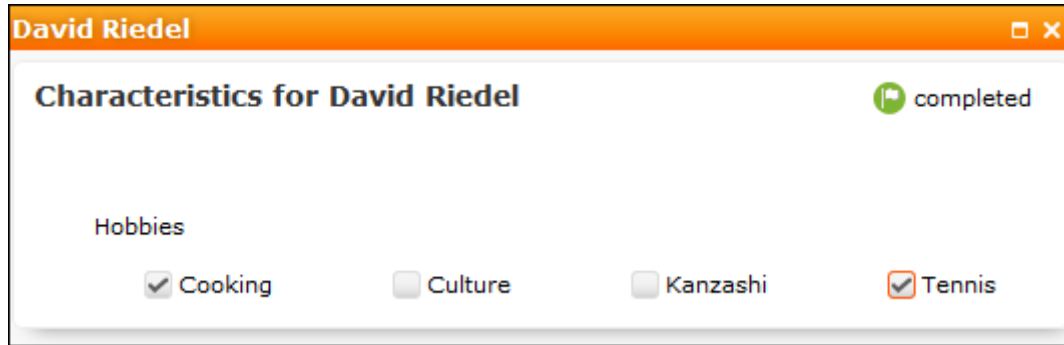 David Riedel
Characteristics for David Riedel
completed
Hobbies
Cooking Culture Kanzashi Tennis